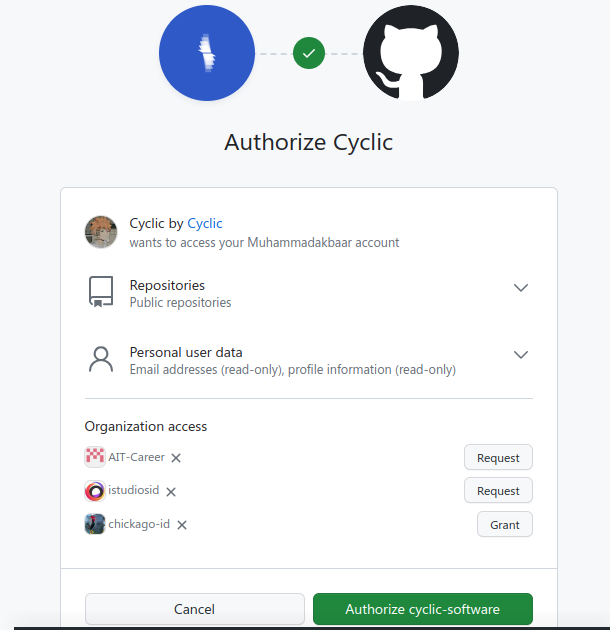 Authorize Cyclic
Cyclic by Cyclic
wants to access your Muhammadakbaar account
Repositories
Public repositories
Personal user data
Email addresses (read-only), profile information (read-only)
Organization access
AIT-Career
Request
istudiosid
Request
chickago-id
Grant
Cancel
Authorize cyclic-software